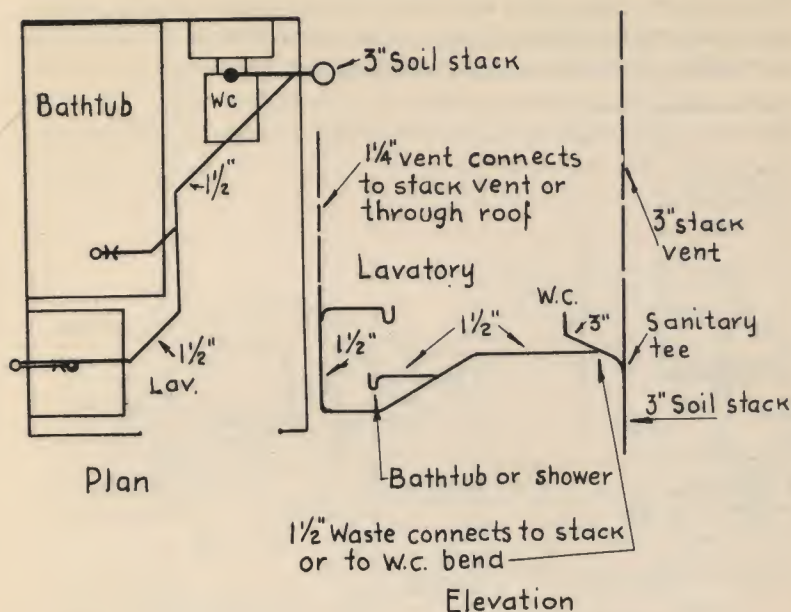 3" Soil stack
Bathtub
W.C.
1½"
1½"
Lav.
Plan
1¼" vent connects
to stack vent or
through roof
3" stack
vent
Lavatory
W.C.
3"
1½"
1½"
Sanitary
tee
3" Soil stack
Bathtub or shower
1½" Waste connects to stack
or to W.C. bend
Elevation